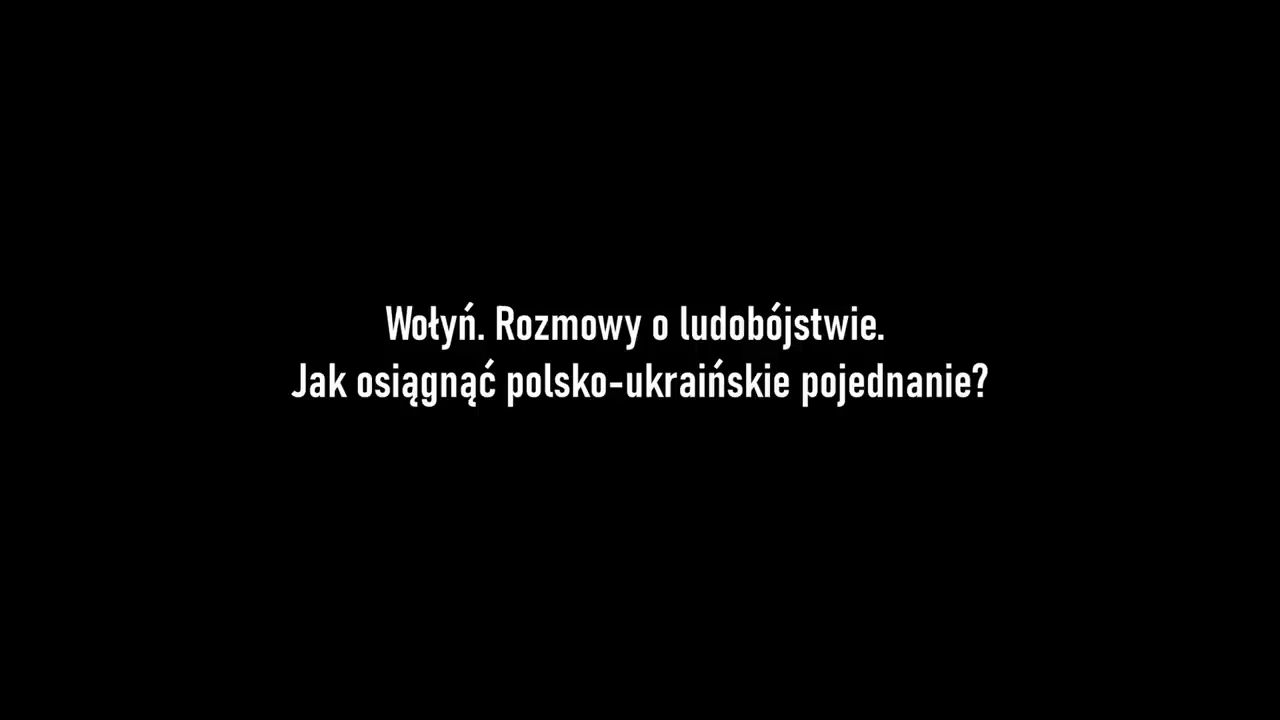 Wołyń. Rozmowy o ludobójstwie.
Jak osiągnąć polsko-ukraińskie pojednanie?